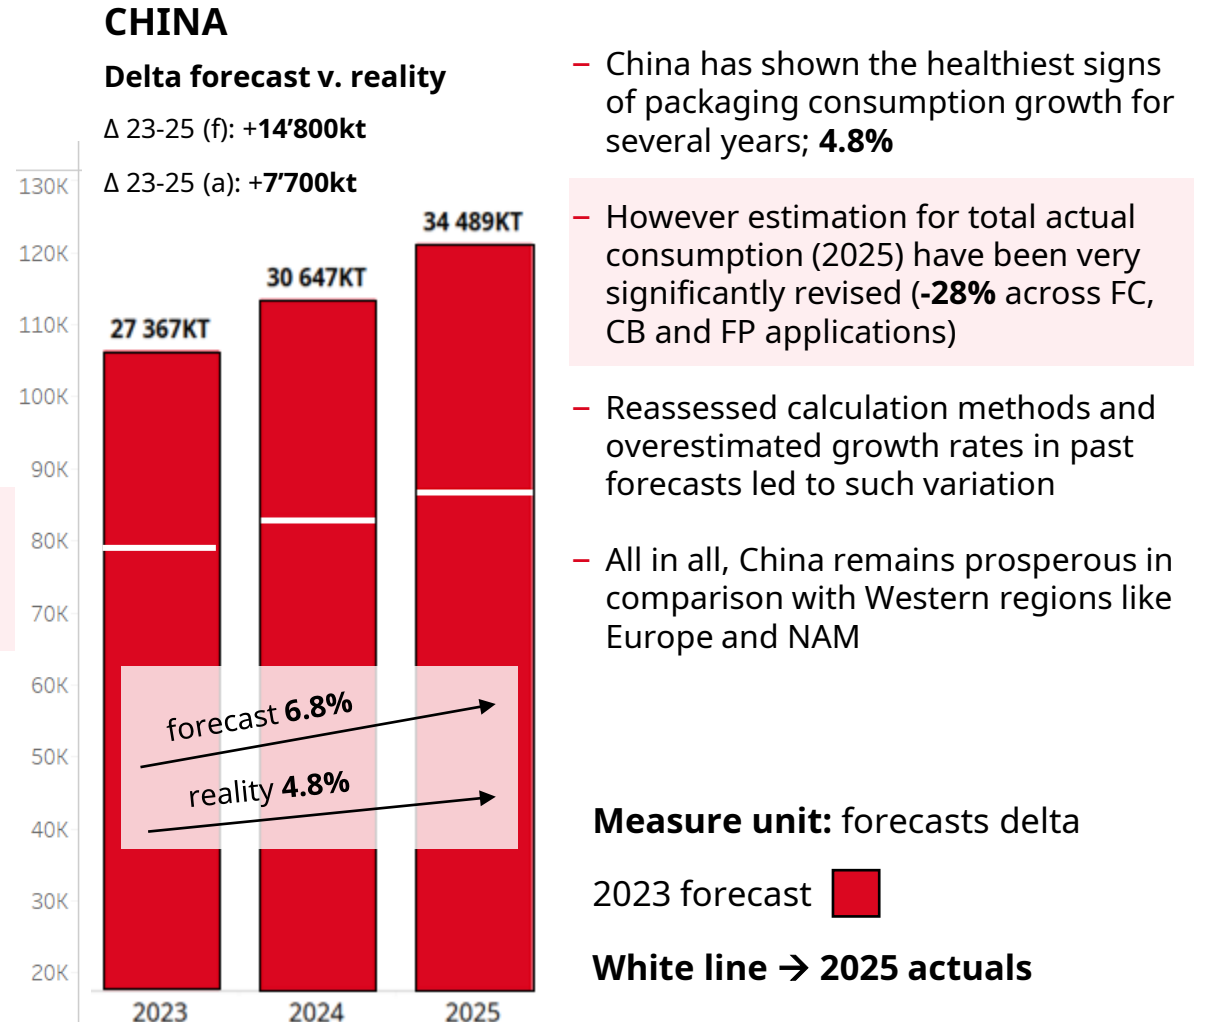 CHINA
Delta forecast v. reality
Δ 23-25 (f): +14’800kt
Δ 23-25 (a): +7’700kt
130K
120K
110K
100K
90K
80K
70K
60K
50K
40K
30K
20K
27 367KT
30 647KT
34 489KT
forecast 6.8%
reality 4.8%
2023
2024
2025
– China has shown the healthiest signs
of packaging consumption growth for
several years; 4.8%
– However estimation for total actual
consumption (2025) have been very
significantly revised (-28% across FC,
CB and FP applications)
– Reassessed calculation methods and
overestimated growth rates in past
forecasts led to such variation
– All in all, China remains prosperous in
comparison with Western regions like
Europe and NAM
Measure unit: forecasts delta
2023 forecast
White line → 2025 actuals